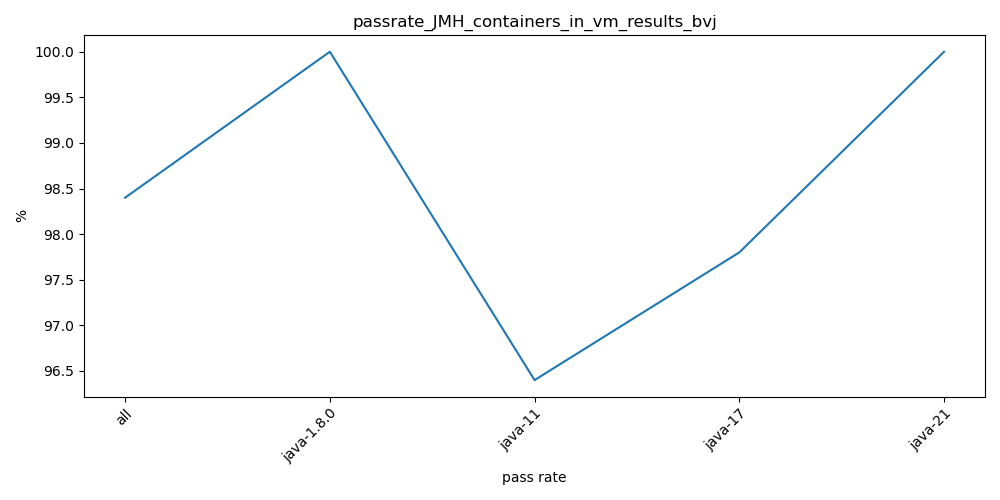 passrate_JMH_containers_in_vm_results_bvj
100.0
99.5
99.0
98.5
98.0
97.5
97.0
96.5
%
all
java-1.8.0
java-11
java-17
java-21
pass rate